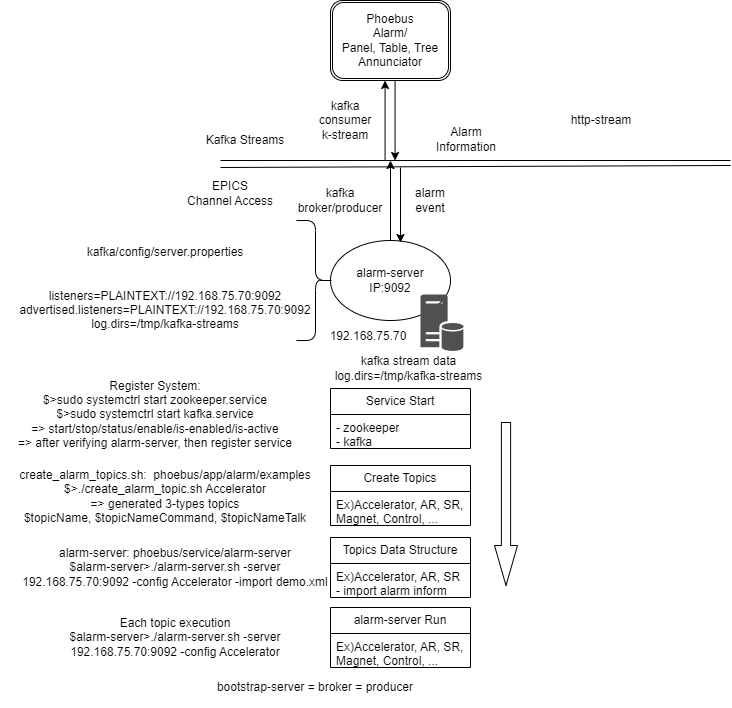 Phoebus
Alarm/
Panel, Table, Tree
Annunciator
kafka
consumer
k-stream
http-stream
Kafka Streams
Alarm
Information
EPICS
Channel Access
kafka
broker/producer
alarm
event
kafka/config/server.properties
alarm-server
IP:9092
listeners=PLAINTEXT://192.168.75.70:9092
advertised.listeners=PLAINTEXT://192.168.75.70:9092
log.dirs=/tmp/kafka-streams
192.168.75.70
kafka stream data
log.dirs=/tmp/kafka-streams
Register System:
$>sudo systemctrl start zookeeper.service
$>sudo systemctrl start kafka.service
=> start/stop/status/enable/is-enabled/is-active
=> after verifying alarm-server, then register service
Service Start
- zookeeper
- kafka
create_alarm_topics.sh:  phoebus/app/alarm/examples
$>./create_alarm_topic.sh Accelerator
=> generated 3-types topics
$topicName, $topicNameCommand, $topicNameTalk
Create Topics
Ex)Accelerator, AR, SR,
Magnet, Control, ...
alarm-server: phoebus/service/alarm-server
$alarm-server>./alarm-server.sh -server
192.168.75.70:9092 -config Accelerator -import demo.xml
Topics Data Structure
Ex)Accelerator, AR, SR
- import alarm inform
Each topic execution
$alarm-server>./alarm-server.sh -server
192.168.75.70:9092 -config Accelerator
alarm-server Run
Ex)Accelerator, AR, SR,
Magnet, Control, ...
bootstrap-server = broker = producer